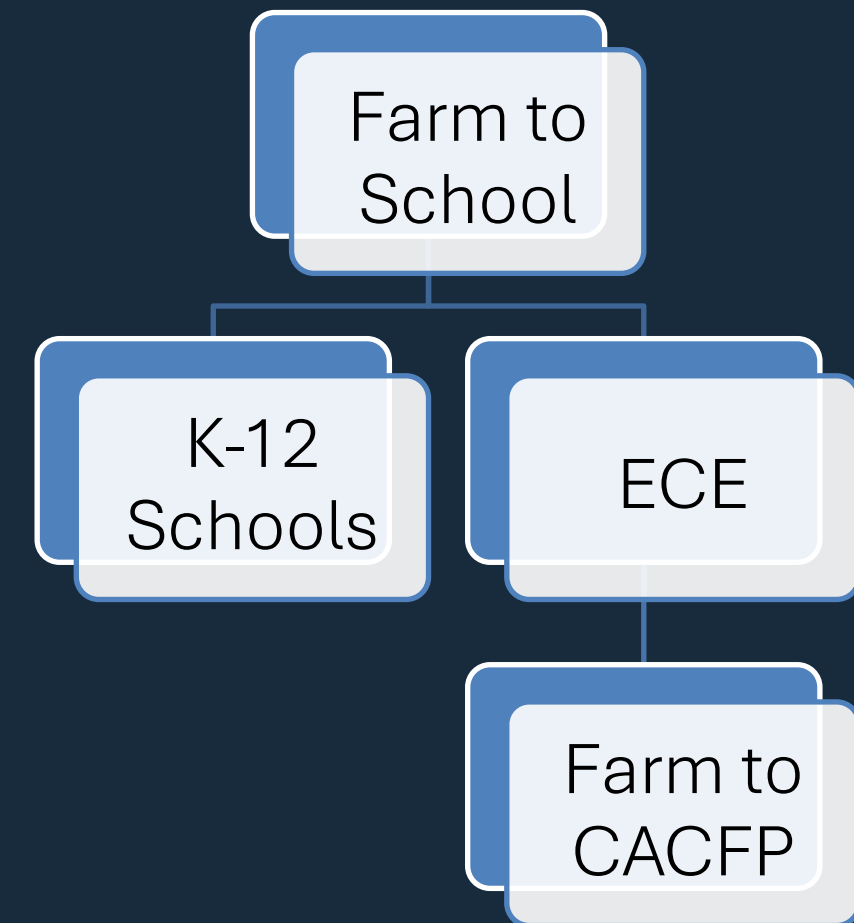 Farm to
School
K-12
Schools
ECE
Farm to
CACFP